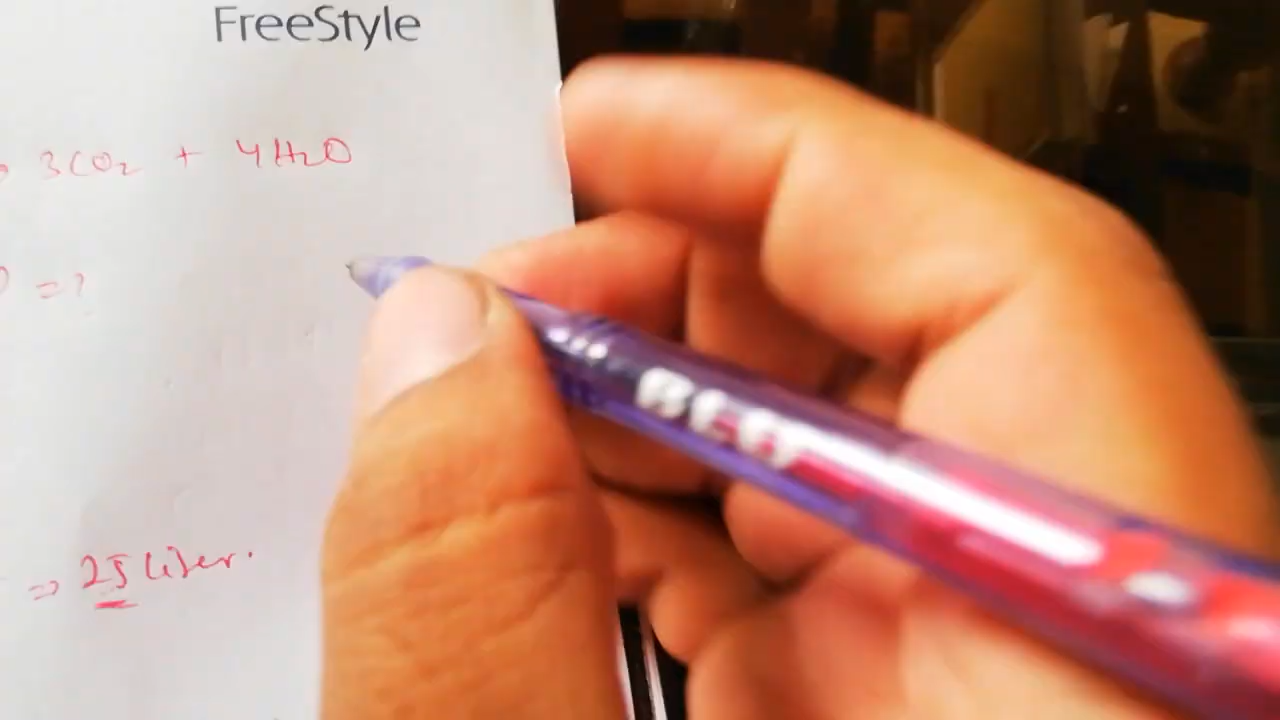 FreeStyle
3CO2 + 4H2O
= ?
⇒ 25 liter.